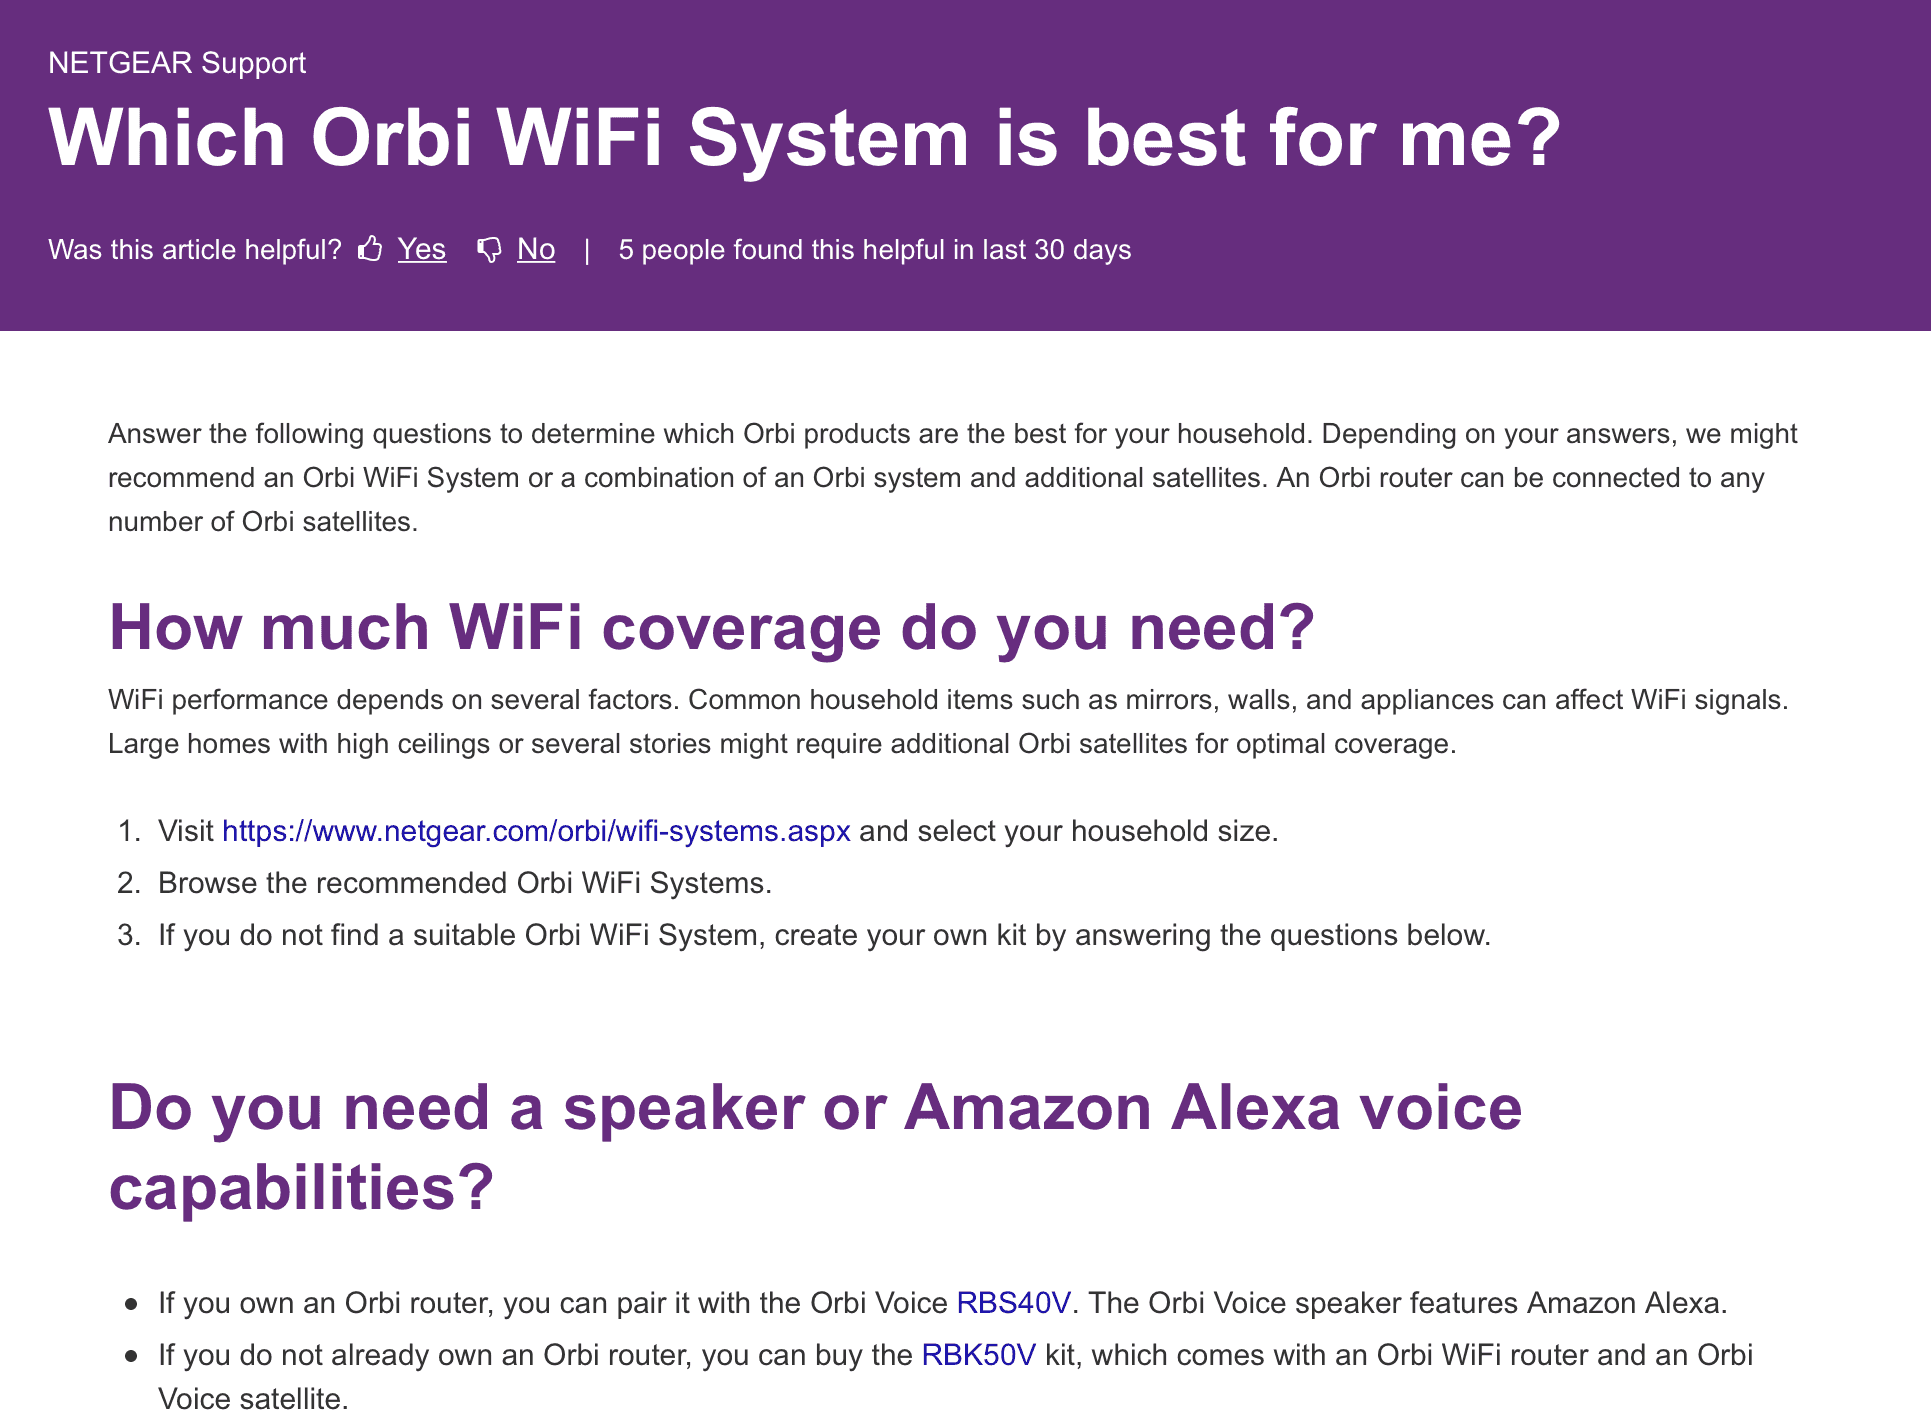 NETGEAR Support
Which Orbi WiFi System is best for me?
Was this article helpful? Yes No | 5 people found this helpful in last 30 days
Answer the following questions to determine which Orbi products are the best for your household. Depending on your answers, we might
recommend an Orbi WiFi System or a combination of an Orbi system and additional satellites. An Orbi router can be connected to any
number of Orbi satellites.
How much WiFi coverage do you need?
WiFi performance depends on several factors. Common household items such as mirrors, walls, and appliances can affect WiFi signals.
Large homes with high ceilings or several stories might require additional Orbi satellites for optimal coverage.
1. Visit https://www.netgear.com/orbi/wifi-systems.aspx and select your household size.
2. Browse the recommended Orbi WiFi Systems.
3. If you do not find a suitable Orbi WiFi System, create your own kit by answering the questions below.
Do you need a speaker or Amazon Alexa voice
capabilities?
• If you own an Orbi router, you can pair it with the Orbi Voice RBS40V. The Orbi Voice speaker features Amazon Alexa.
• If you do not already own an Orbi router, you can buy the RBK50V kit, which comes with an Orbi WiFi router and an Orbi
Voice satellite.